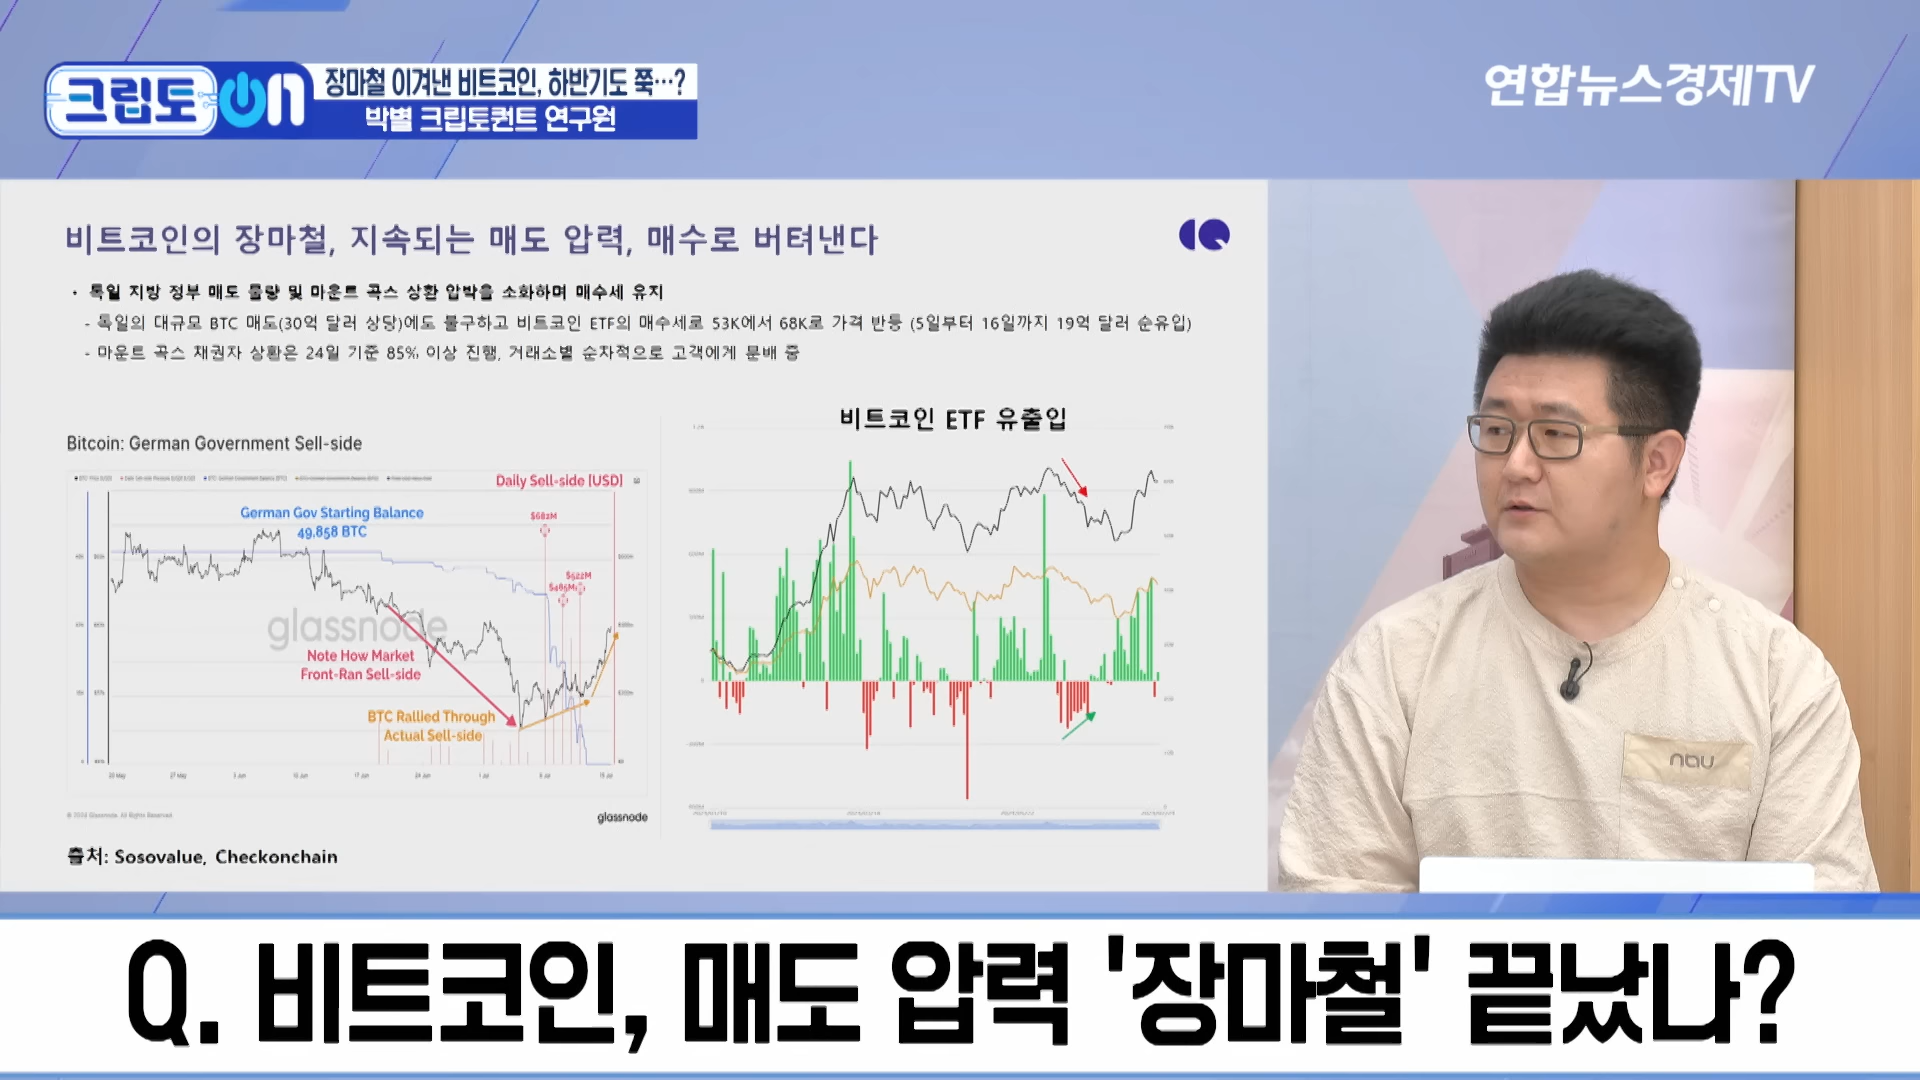 크립토ON
장마철 이겨낸 비트코인, 하반기도 쭉…?
박별 크립토퀀트 연구원
연합뉴스경제TV
비트코인의 장마철, 지속되는 매도 압력, 매수로 버텨낸다
• 독일 지방 정부 매도 물량 및 마운트 곡스 상환 압박을 소화하며 매수세 유지
- 독일의 대규모 BTC 매도(30억 달러 상당)에도 불구하고 비트코인 ETF의 매수세로 53K에서 68K로 가격 반등 (5일부터 16일까지 19억 달러 순유입)
- 마운트 곡스 채권자 상환은 24일 기준 85% 이상 진행, 거래소별 순차적으로 고객에게 분배 중
Bitcoin: German Government Sell-side
Daily Sell-side [USD]
German Gov Starting Balance
49,858 BTC
$682M
$522M
$485M
glassnode
Note How Market
Front-Ran Sell-side
BTC Rallied Through
Actual Sell-side
glassnode
비트코인 ETF 유출입
출처: Sosovalue, Checkonchain
nau
Q. 비트코인, 매도 압력 '장마철' 끝났나?